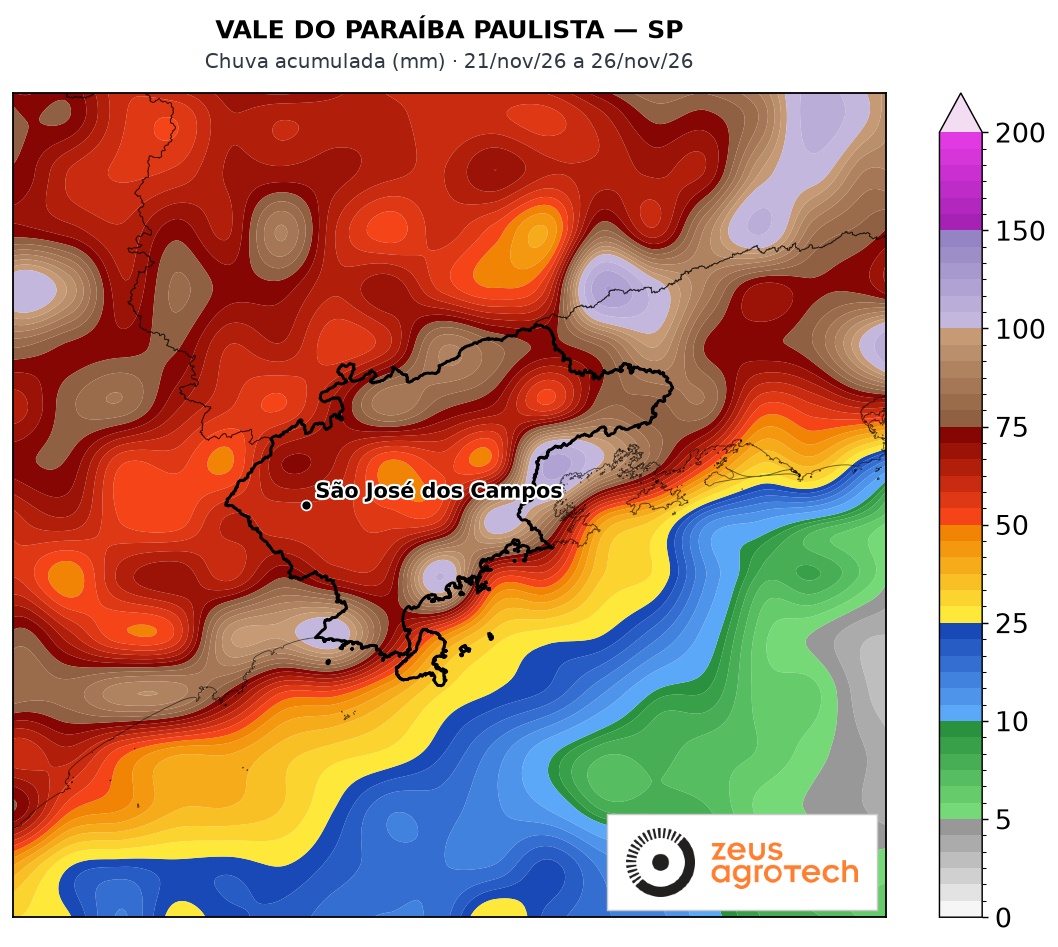 VALE DO PARAÍBA PAULISTA — SP
Chuva acumulada (mm) · 21/nov/26 a 26/nov/26
São José dos Campos
200
150
100
75
50
25
10
5
0
zeus
agrotech